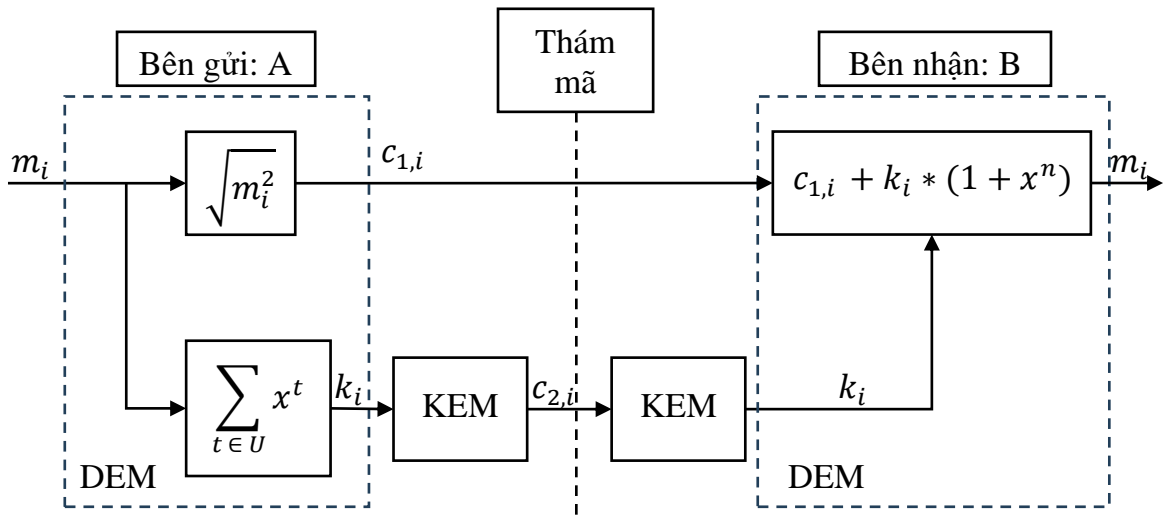 Bên gửi: A
Thám
mã
Bên nhận: B
m_i
√(m_i^2)
c_{1,i}
c_{1,i} + k_i * (1 + x^n)
m_i
∑_{t ∈ U} x^t
k_i
KEM
c_{2,i}
KEM
k_i
DEM
DEM